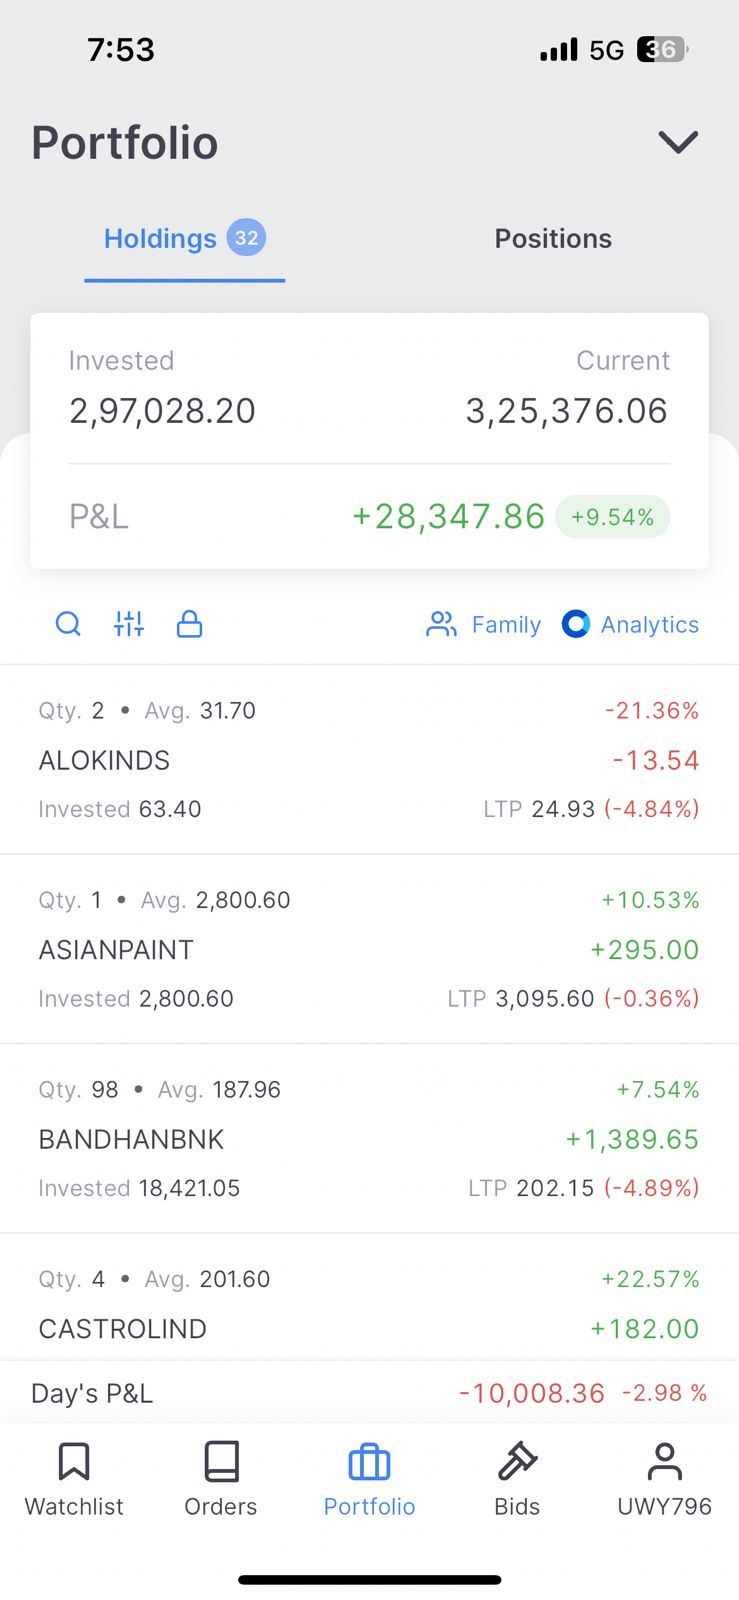 7:53 5G 36
Portfolio
Holdings 32 Positions
Invested Current
2,97,028.20 3,25,376.06
P&L +28,347.86 +9.54%
Family Analytics
Qty. 2 • Avg. 31.70 -21.36%
ALOKINDS -13.54
Invested 63.40 LTP 24.93 (-4.84%)
Qty. 1 • Avg. 2,800.60 +10.53%
ASIANPAINT +295.00
Invested 2,800.60 LTP 3,095.60 (-0.36%)
Qty. 98 • Avg. 187.96 +7.54%
BANDHANBNK +1,389.65
Invested 18,421.05 LTP 202.15 (-4.89%)
Qty. 4 • Avg. 201.60 +22.57%
CASTROLIND +182.00
Day's P&L -10,008.36 -2.98 %
Watchlist Orders Portfolio Bids UWY796